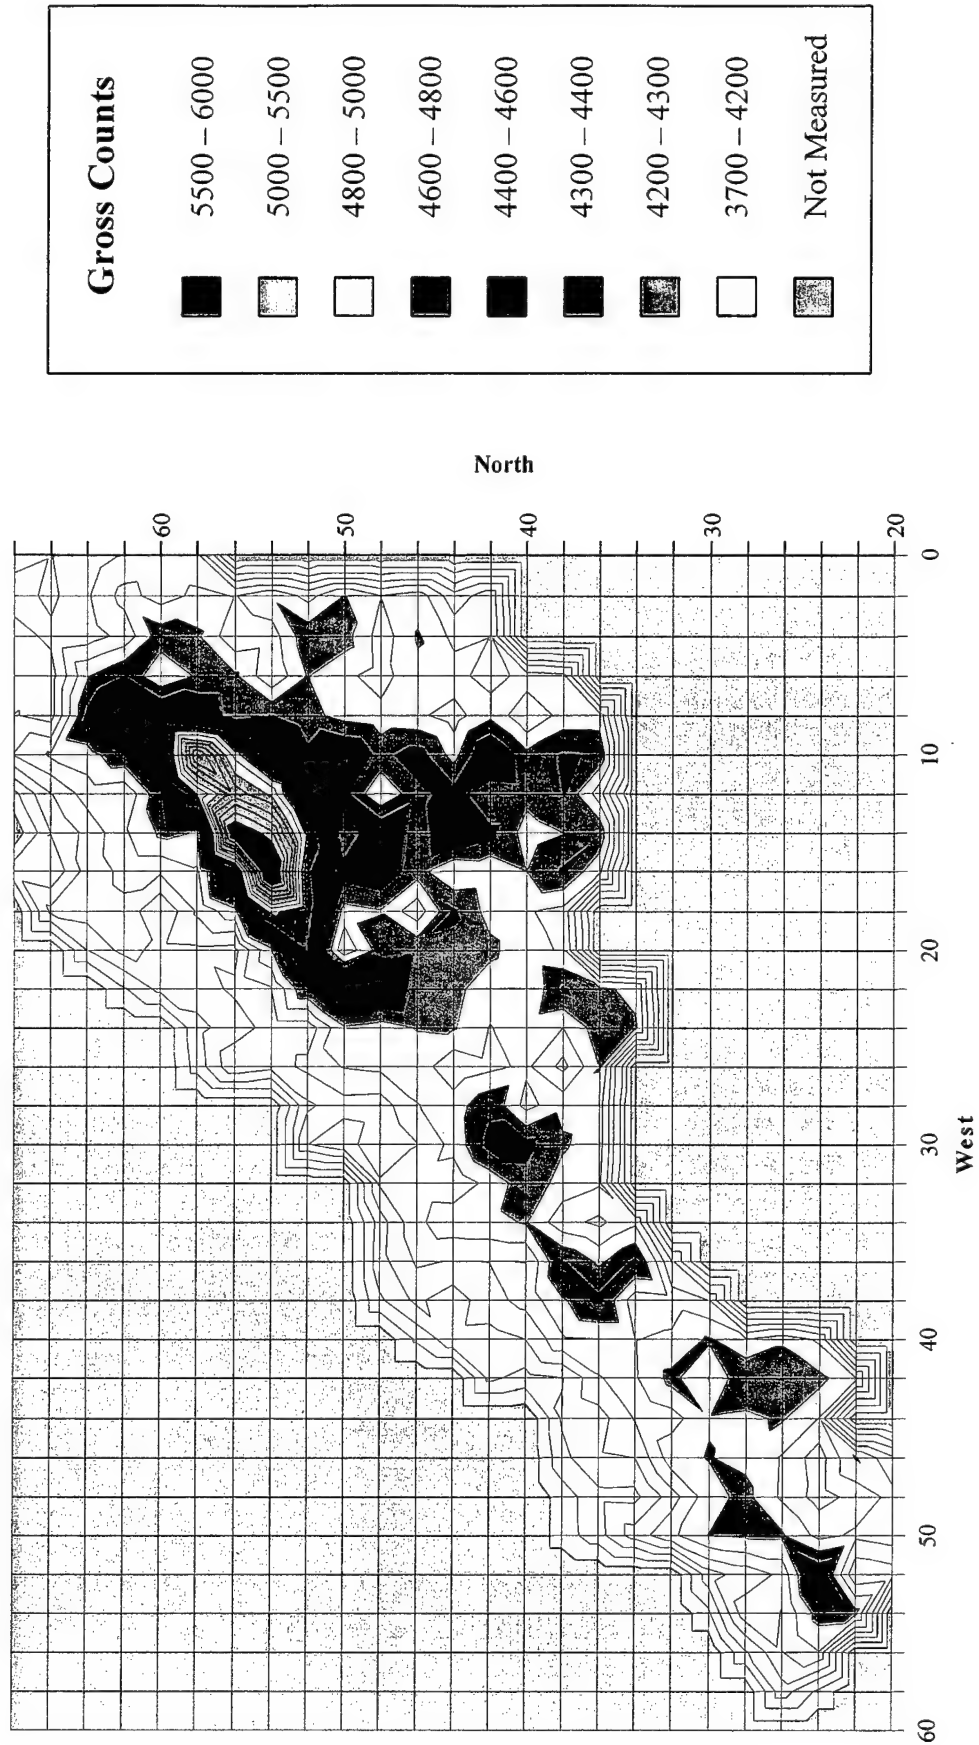 Gross Counts
5500 – 6000
5000 – 5500
4800 – 5000
4600 – 4800
4400 – 4600
4300 – 4400
4200 – 4300
3700 – 4200
Not Measured
North
60
50
40
30
20
0
10
20
30
40
50
60
West